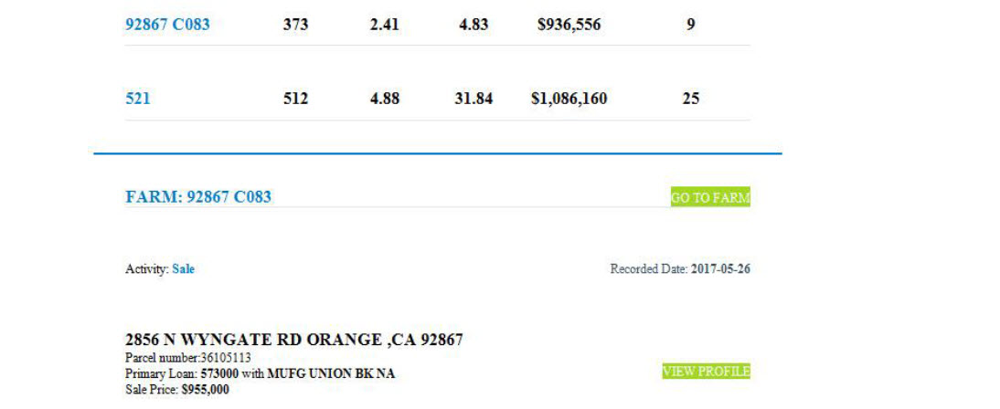 92867 C083 373 2.41 4.83 $936,556 9
521 512 4.88 31.84 $1,086,160 25
FARM: 92867 C083 GO TO FARM
Activity: Sale Recorded Date: 2017-05-26
2856 N WYNGATE RD ORANGE ,CA 92867
Parcel number:36105113
Primary Loan: 573000 with MUFG UNION BK NA VIEW PROFILE
Sale Price: $955,000